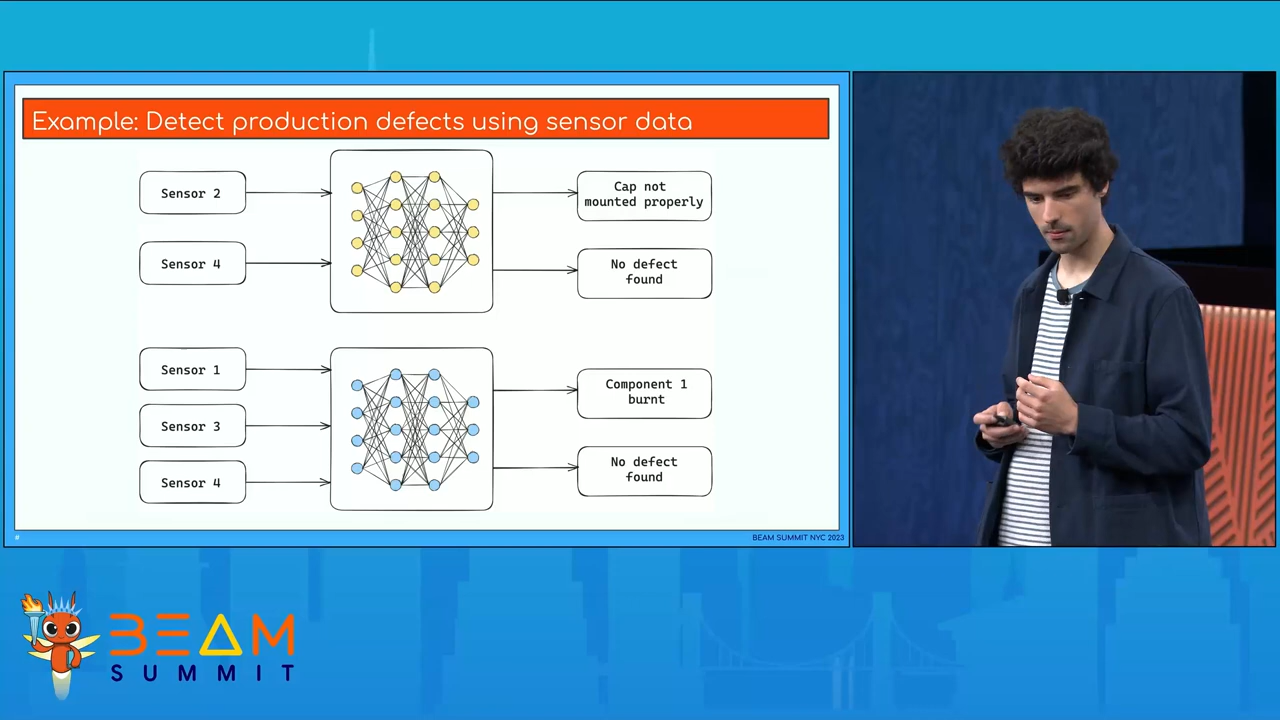 Example: Detect production defects using sensor data
Sensor 2
Sensor 4
Cap not
mounted properly
No defect
found
Sensor 1
Sensor 3
Sensor 4
Component 1
burnt
No defect
found
#
BEAM SUMMIT NYC 2023
BEAM
SUMMIT